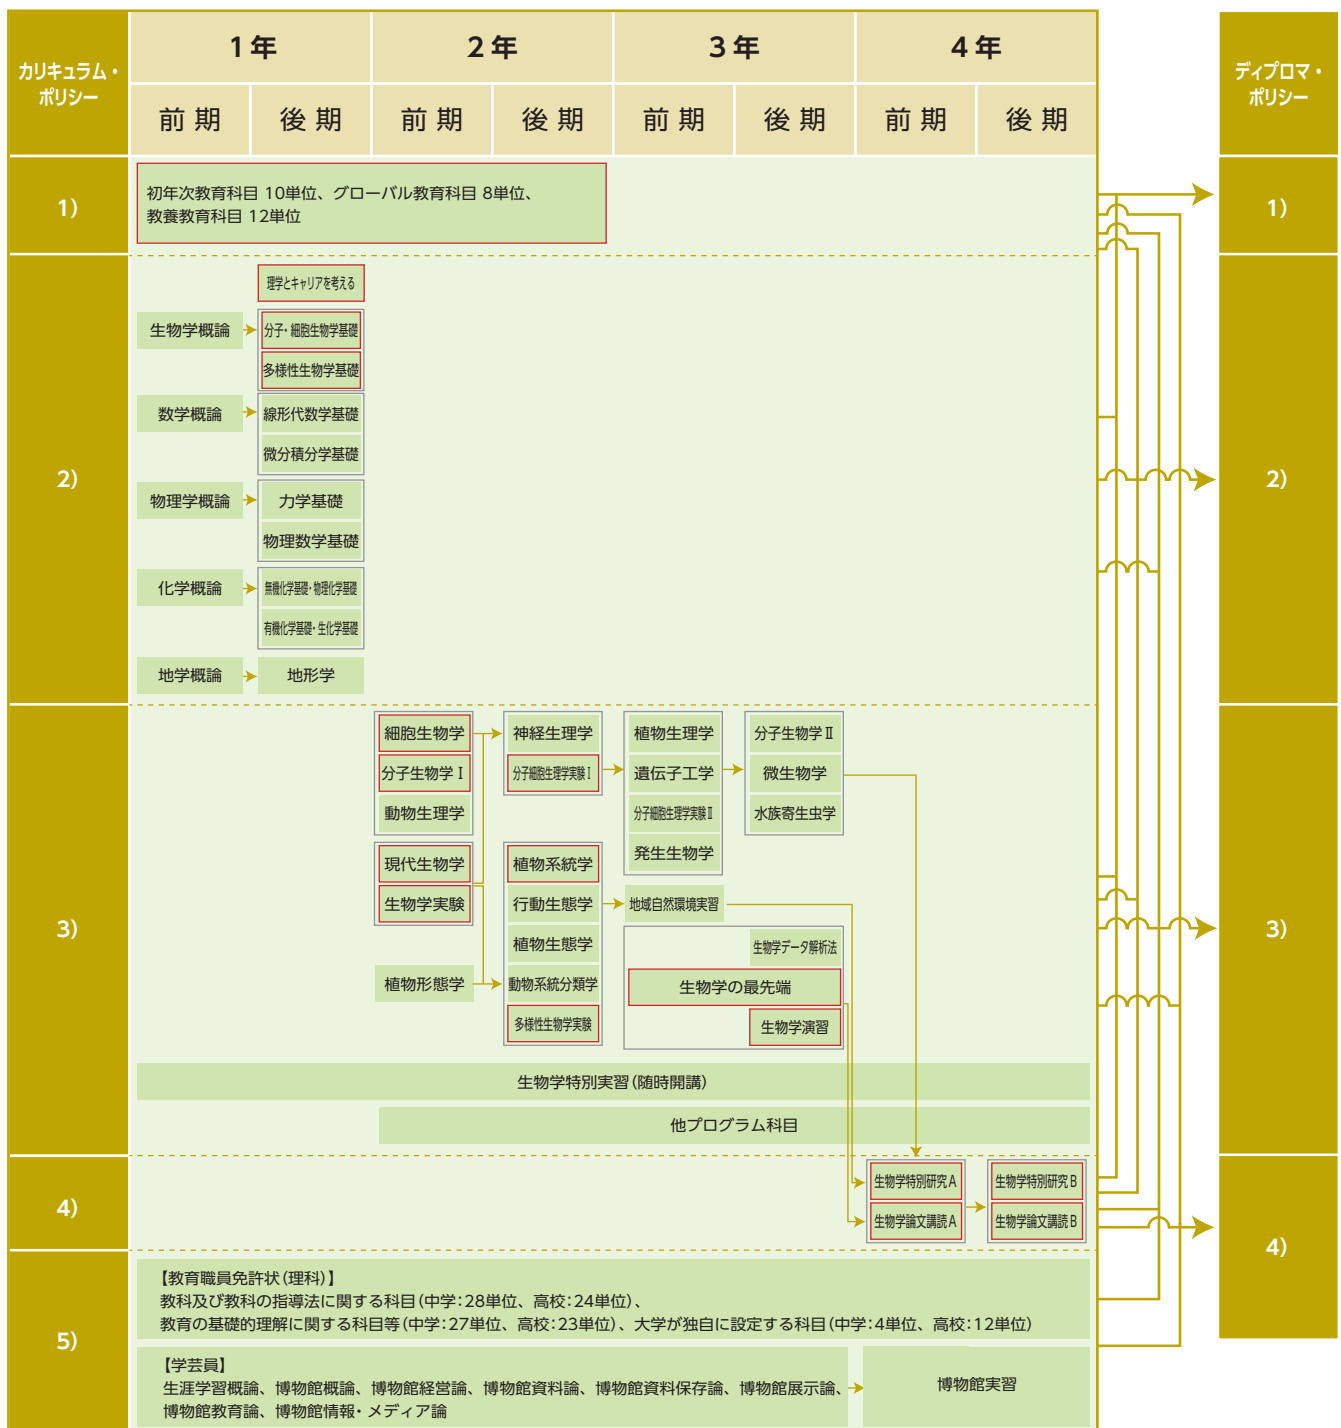 カリキュラム・
ポリシー
1年
2年
3年
4年
ディプロマ・
ポリシー
前期
後期
前期
後期
前期
後期
前期
後期
1)
初年次教育科目 10単位、グローバル教育科目 8単位、
教養教育科目 12単位
1)
2)
理学とキャリアを考える
生物学概論
分子・細胞生物学基礎
多様性生物学基礎
数学概論
線形代数学基礎
微分積分学基礎
物理学概論
力学基礎
物理数学基礎
化学概論
無機化学基礎・物理化学基礎
有機化学基礎・生化学基礎
地学概論
地形学
2)
3)
細胞生物学
神経生理学
植物生理学
分子生物学Ⅱ
分子生物学Ⅰ
分子細胞生理学実験Ⅰ
遺伝子工学
微生物学
動物生理学
分子細胞生理学実験Ⅱ
水族寄生虫学
現代生物学
植物系統学
発生生物学
生物学実験
行動生態学
地域自然環境実習
植物生態学
生物学データ解析法
植物形態学
動物系統分類学
生物学の最先端
多様性生物学実験
生物学演習
生物学特別実習(随時開講)
他プログラム科目
3)
4)
生物学特別研究A
生物学特別研究B
生物学論文講読A
生物学論文講読B
4)
5)
【教育職員免許状(理科)】
教科及び教科の指導法に関する科目(中学:28単位、高校:24単位)、
教育の基礎的理解に関する科目等(中学:27単位、高校:23単位)、大学が独自に設定する科目(中学:4単位、高校:12単位)
【学芸員】
生涯学習概論、博物館概論、博物館経営論、博物館資料論、博物館資料保存論、博物館展示論、
博物館教育論、博物館情報・メディア論
博物館実習